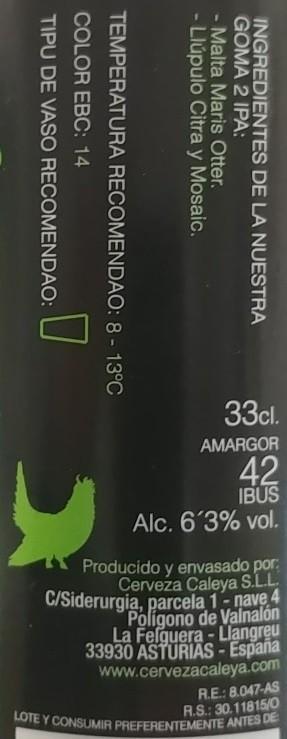 INGREDIENTES DE LA NUESTRA
GOMA 2 IPA:
- Malta Maris Otter.
- Llúpulo Citra y Mosaic.
TEMPERATURA RECOMENDAO: 8 - 13ºC
COLOR EBC: 14
TIPU DE VASO RECOMENDAO:
33cl.
AMARGOR
42
IBUS
Alc. 6´3% vol.
Producido y envasado por:
Cerveza Caleya S.L.L.
C/Siderurgia, parcela 1 - nave 4
Polígono de Valnalón
La Felguera - Llangreu
33930 ASTURIAS - España
www.cervezacaleya.com
R.E.: 8.047-AS
R.S.: 30.11815/O
LOTE Y CONSUMIR PREFERENTEMENTE ANTES DE: